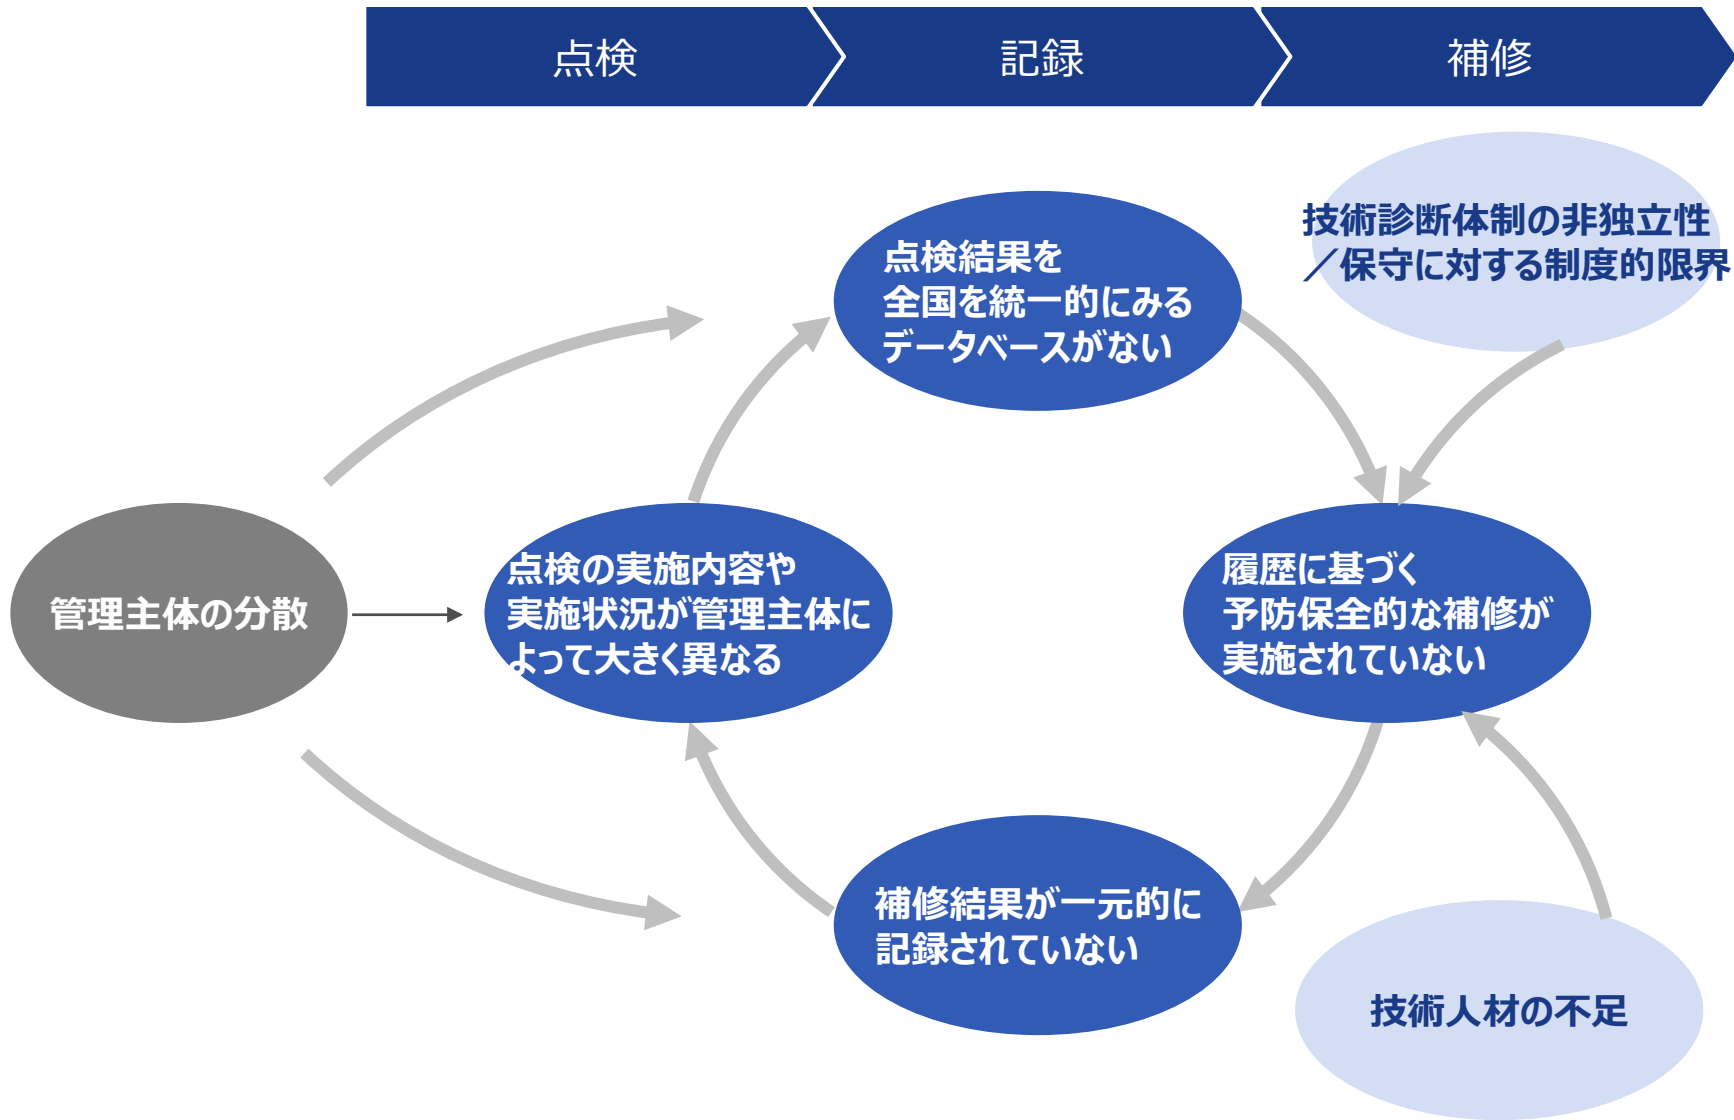 点検
記録
補修
技術診断体制の非独立性
／保守に対する制度的限界
点検結果を
全国を統一的にみる
データベースがない
管理主体の分散
点検の実施内容や
実施状況が管理主体に
よって大きく異なる
履歴に基づく
予防保全的な補修が
実施されていない
補修結果が一元的に
記録されていない
技術人材の不足